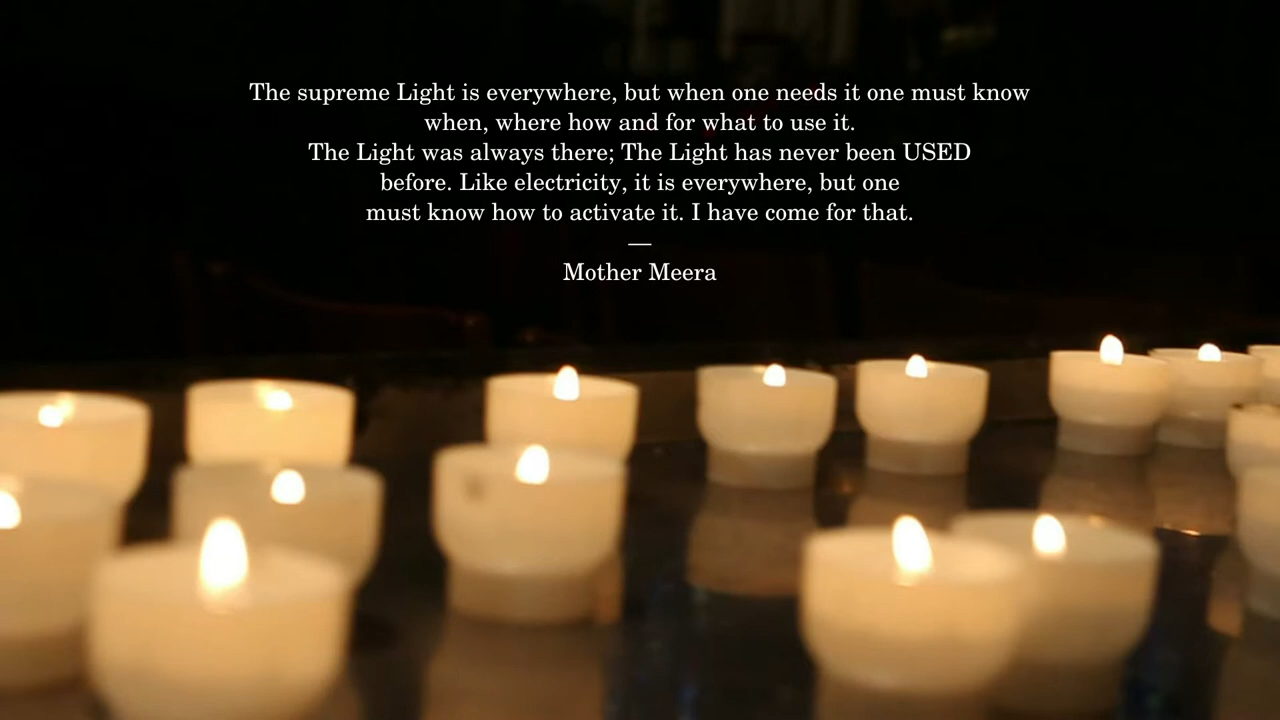 The supreme Light is everywhere, but when one needs it one must know
when, where how and for what to use it.
The Light was always there; The Light has never been USED
before. Like electricity, it is everywhere, but one
must know how to activate it. I have come for that.
—
Mother Meera